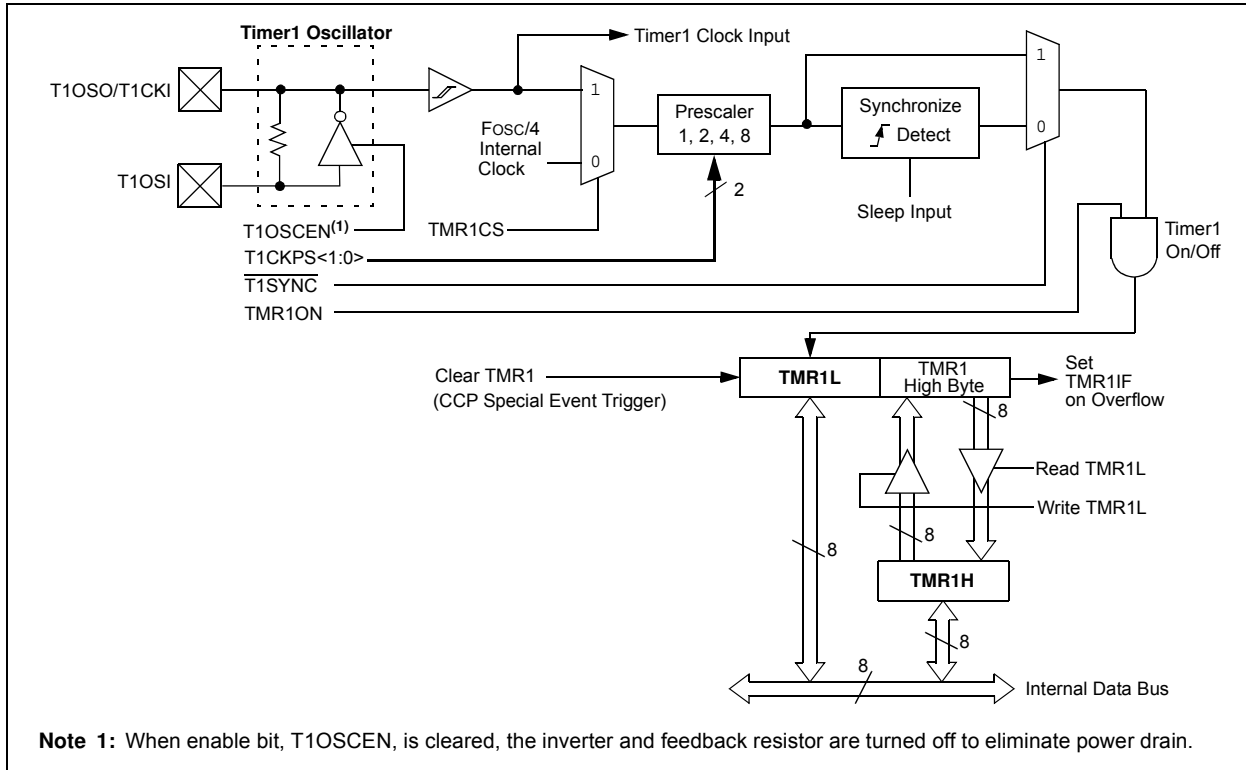 Timer1 Oscillator
Timer1 Clock Input
T1OSO/T1CKI
1
1
Prescaler
1, 2, 4, 8
Synchronize
Detect
FOSC/4
Internal
Clock
0
0
T1OSI
2
Sleep Input
T1OSCEN(1)
TMR1CS
Timer1
On/Off
T1CKPS<1:0>
T1SYNC
TMR1ON
Clear TMR1
(CCP Special Event Trigger)
TMR1L
TMR1
High Byte
Set
TMR1IF
on Overflow
8
Read TMR1L
Write TMR1L
8
8
TMR1H
8
8
Internal Data Bus
Note 1: When enable bit, T1OSCEN, is cleared, the inverter and feedback resistor are turned off to eliminate power drain.